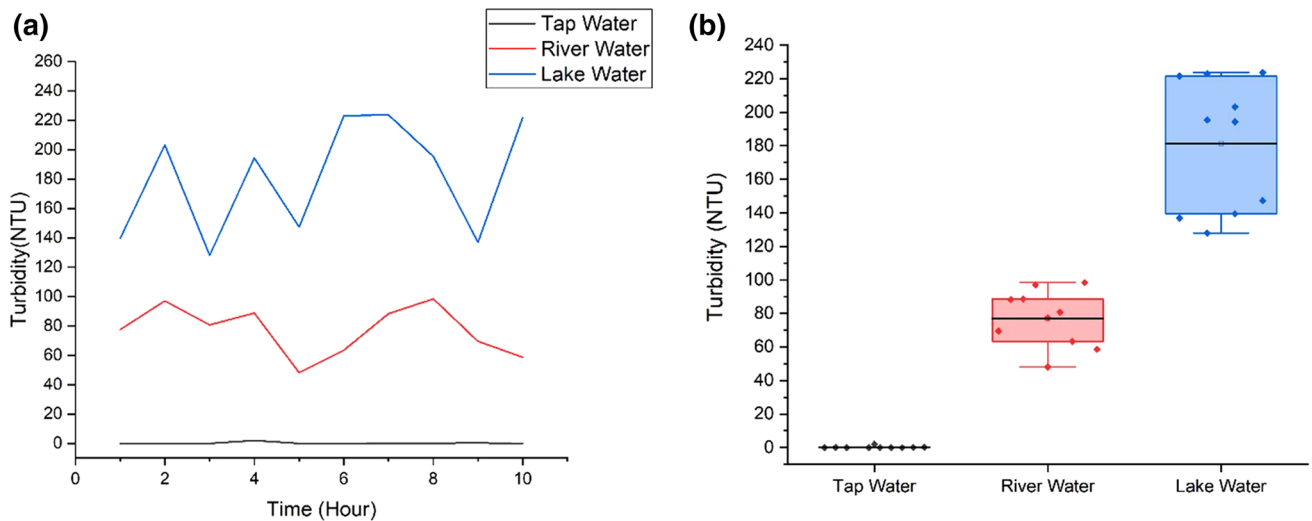 (a)
Tap Water
River Water
Lake Water
260
240
220
200
180
160
140
120
100
80
60
40
20
0
Turbidity(NTU)
0 2 4 6 8 10
Time (Hour)
(b)
240
220
200
180
160
140
120
100
80
60
40
20
0
Turbidity (NTU)
Tap Water River Water Lake Water